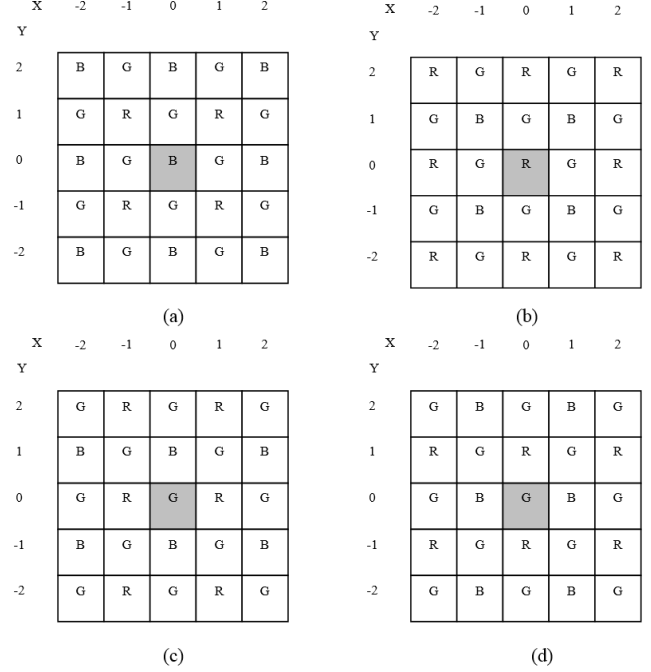 X -2 -1 0 1 2
Y
2 B G B G B
1 G R G R G
0 B G B G B
-1 G R G R G
-2 B G B G B
(a)
X -2 -1 0 1 2
Y
2 R G R G R
1 G B G B G
0 R G R G R
-1 G B G B G
-2 R G R G R
(b)
X -2 -1 0 1 2
Y
2 G R G R G
1 B G B G B
0 G R G R G
-1 B G B G B
-2 G R G R G
(c)
X -2 -1 0 1 2
Y
2 G B G B G
1 R G R G R
0 G B G B G
-1 R G R G R
-2 G B G B G
(d)